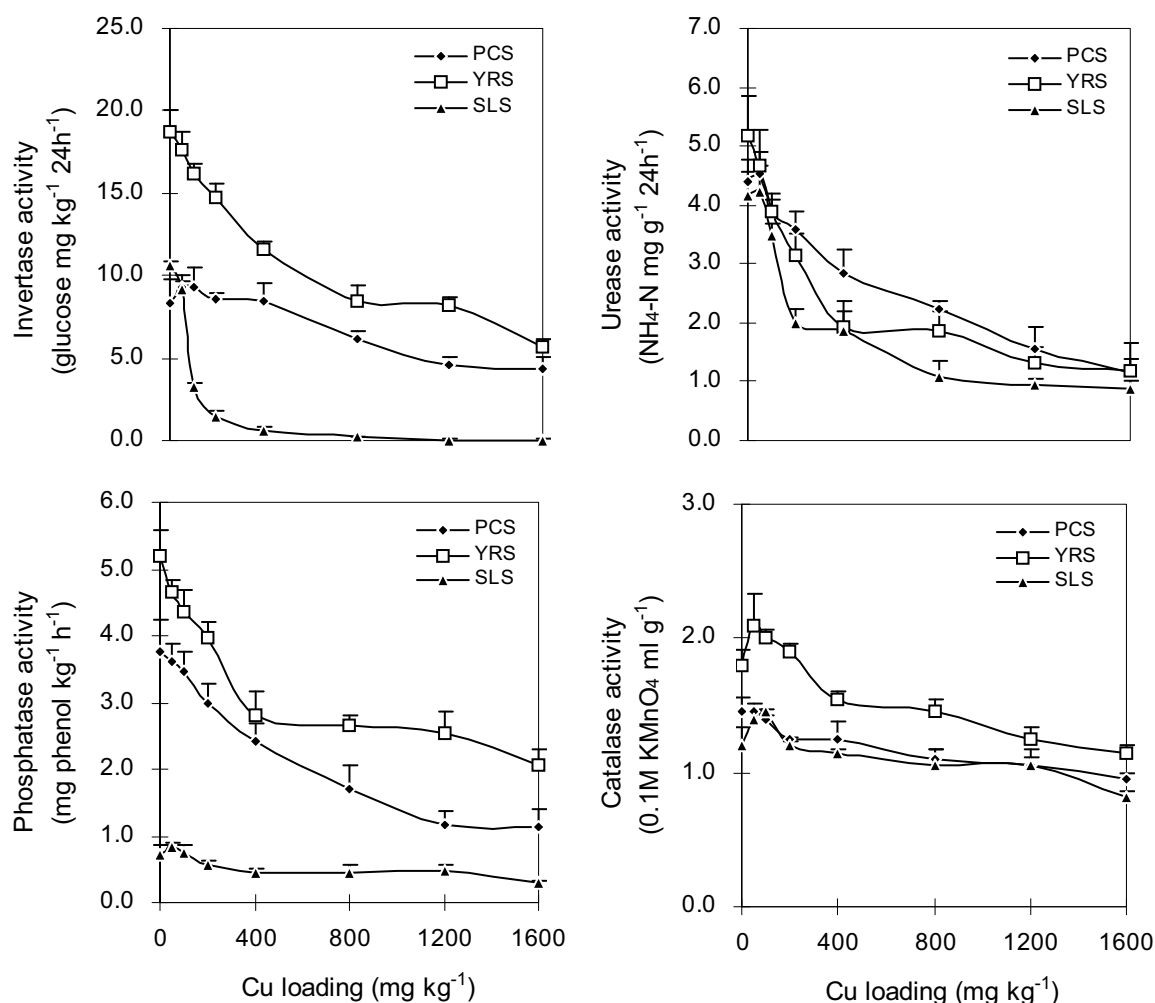 25.0
20.0
15.0
10.0
5.0
0.0
Invertase activity
(glucose mg kg⁻¹ 24h⁻¹)
PCS
YRS
SLS
7.0
6.0
5.0
4.0
3.0
2.0
1.0
0.0
Urease activity
(NH₄-N mg g⁻¹ 24h⁻¹)
PCS
YRS
SLS
6.0
5.0
4.0
3.0
2.0
1.0
0.0
Phosphatase activity
(mg phenol kg⁻¹ h⁻¹)
PCS
YRS
SLS
0 400 800 1200 1600
Cu loading (mg kg⁻¹)
3.0
2.0
1.0
0.0
Catalase activity
(0.1M KMnO₄ ml g⁻¹)
PCS
YRS
SLS
0 400 800 1200 1600
Cu loading (mg kg⁻¹)